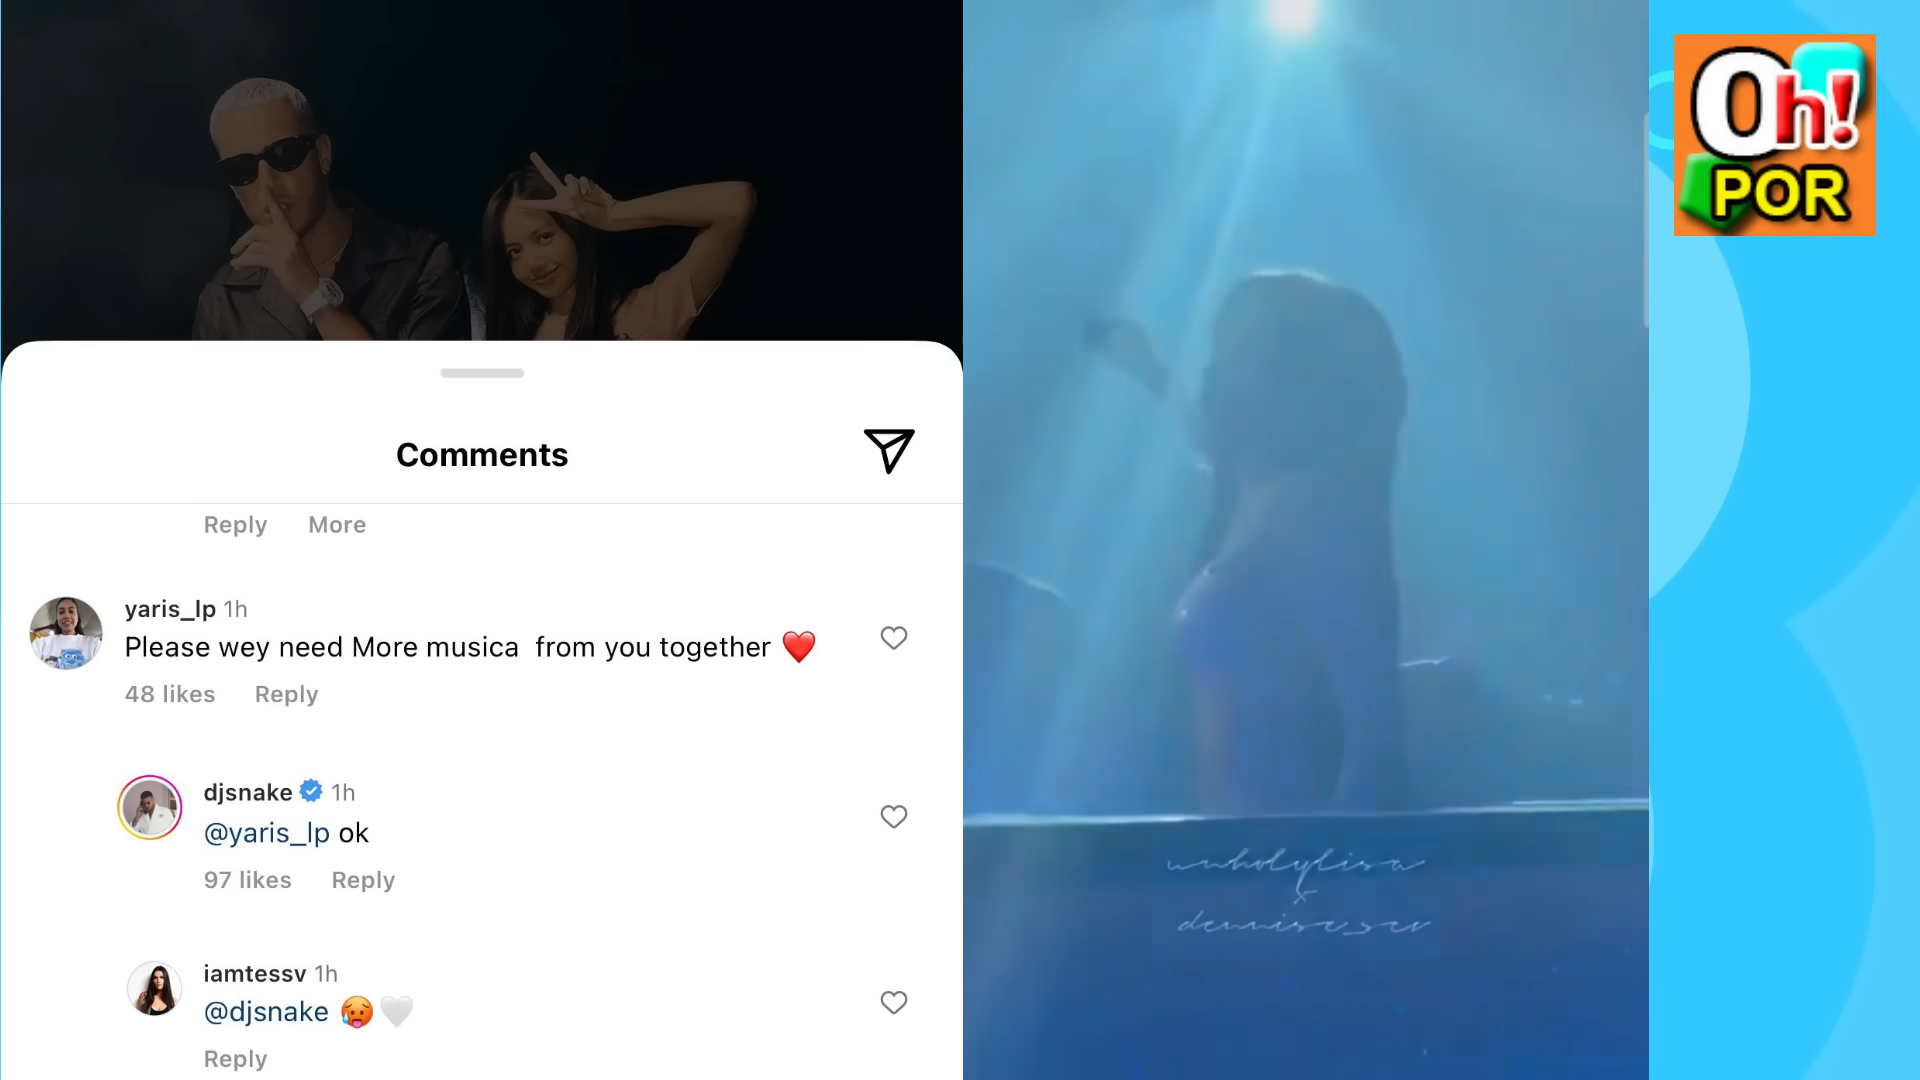 Comments
Reply More
yaris_lp 1h
Please wey need More musica from you together ❤️
48 likes Reply
djsnake 1h
@yaris_lp ok
97 likes Reply
iamtessv 1h
@djsnake 🥵🤍
Reply
unholylisa
x
Oh!
POR